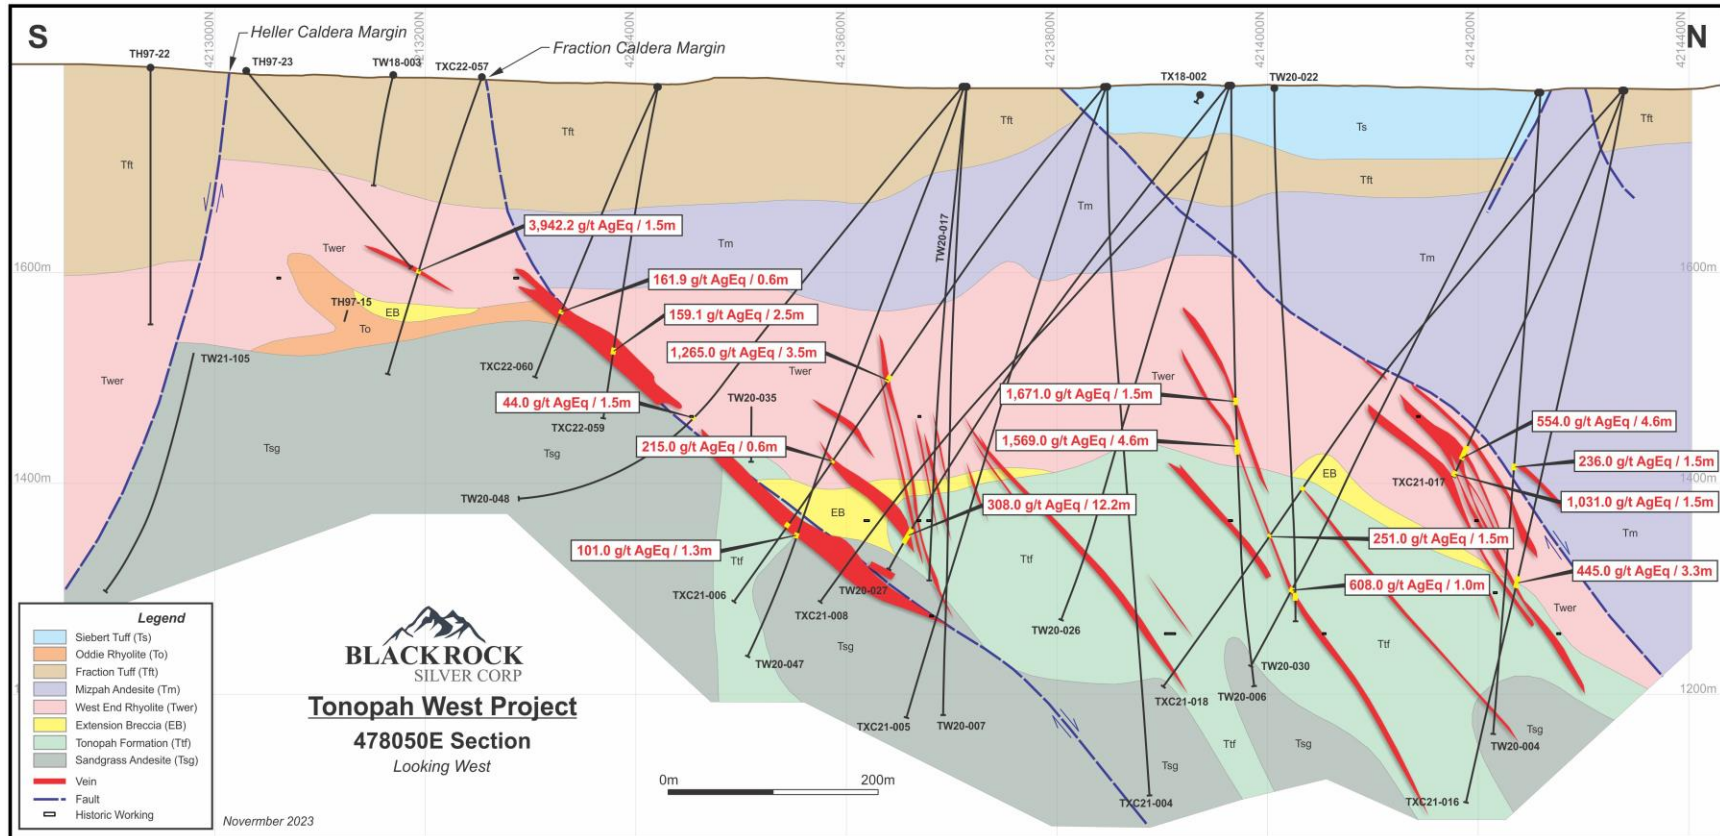 S
N
4213000N
4213200N
4213400N
4213600N
4213800N
4214000N
4214200N
4214400N
Heller Caldera Margin
Fraction Caldera Margin
TH97-22
TH97-23
TW18-003
TXC22-057
TX18-002
TW20-022
Tft
Tft
Tft
Ts
Tft
Tft
Tm
Tm
Tm
Twer
Twer
Twer
Twer
Twer
TW20-017
1600m
1600m
3,942.2 g/t AgEq / 1.5m
161.9 g/t AgEq / 0.6m
159.1 g/t AgEq / 2.5m
1,265.0 g/t AgEq / 3.5m
44.0 g/t AgEq / 1.5m
215.0 g/t AgEq / 0.6m
101.0 g/t AgEq / 1.3m
308.0 g/t AgEq / 12.2m
1,671.0 g/t AgEq / 1.5m
1,569.0 g/t AgEq / 4.6m
554.0 g/t AgEq / 4.6m
236.0 g/t AgEq / 1.5m
1,031.0 g/t AgEq / 1.5m
251.0 g/t AgEq / 1.5m
608.0 g/t AgEq / 1.0m
445.0 g/t AgEq / 3.3m
TH97-15
EB
To
TW21-105
TXC22-060
TXC22-059
TW20-035
Tsg
Tsg
1400m
1400m
TW20-048
EB
EB
TXC21-017
Ttf
Ttf
Ttf
Ttf
TXC21-006
TW20-027
TXC21-008
TW20-026
TW20-047
Tsg
Tsg
Tsg
Tsg
TXC21-005
TW20-007
TXC21-018
TW20-006
TW20-030
TW20-004
TXC21-004
TXC21-016
1200m
Legend
Siebert Tuff (Ts)
Oddie Rhyolite (To)
Fraction Tuff (Tft)
Mizpah Andesite (Tm)
West End Rhyolite (Twer)
Extension Breccia (EB)
Tonopah Formation (Ttf)
Sandgrass Andesite (Tsg)
Vein
Fault
Historic Working
BLACKROCK
SILVER CORP
Tonopah West Project
478050E Section
Looking West
0m
200m
Novermber 2023